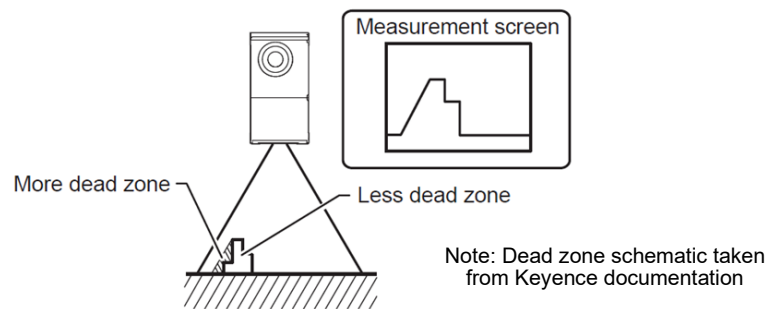 Measurement screen
More dead zone
Less dead zone
Note: Dead zone schematic taken
from Keyence documentation